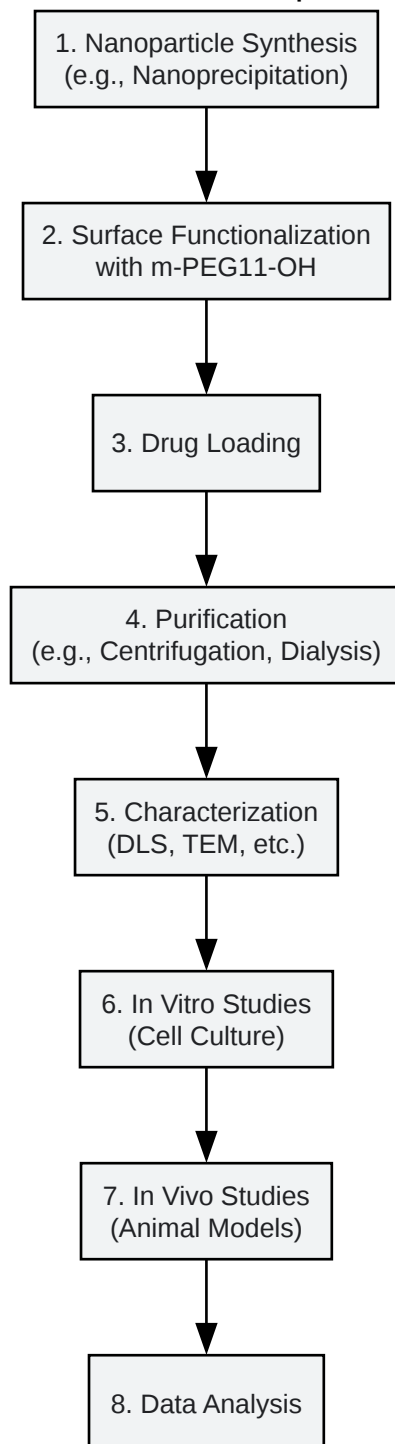 1. Nanoparticle Synthesis
(e.g., Nanoprecipitation)
2. Surface Functionalization
with m-PEG11-OH
3. Drug Loading
4. Purification
(e.g., Centrifugation, Dialysis)
5. Characterization
(DLS, TEM, etc.)
6. In Vitro Studies
(Cell Culture)
7. In Vivo Studies
(Animal Models)
8. Data Analysis